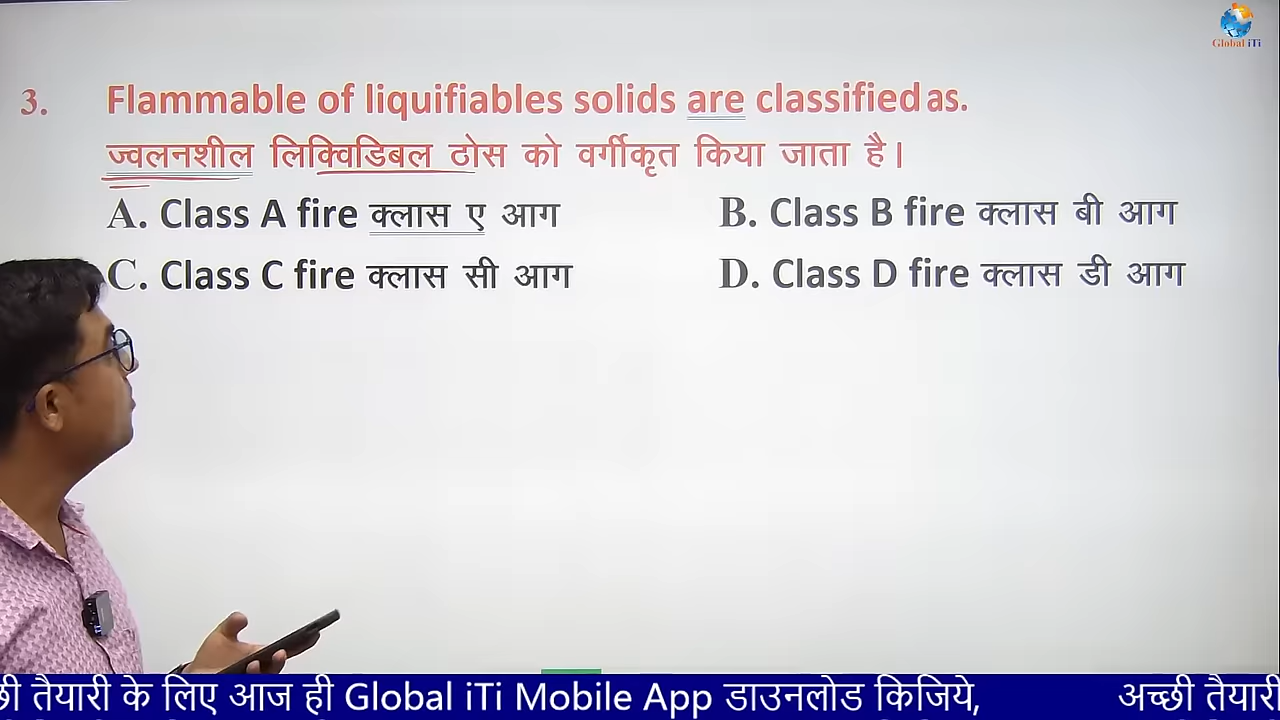 Global iTi
3. Flammable of liquifiables solids are classified as.
ज्वलनशील लिक्विडिबल ठोस को वर्गीकृत किया जाता है।
A. Class A fire क्लास ए आग B. Class B fire क्लास बी आग
C. Class C fire क्लास सी आग D. Class D fire क्लास डी आग
तैयारी के लिए आज ही Global iTi Mobile App डाउनलोड किजिये, अच्छी तैयारी